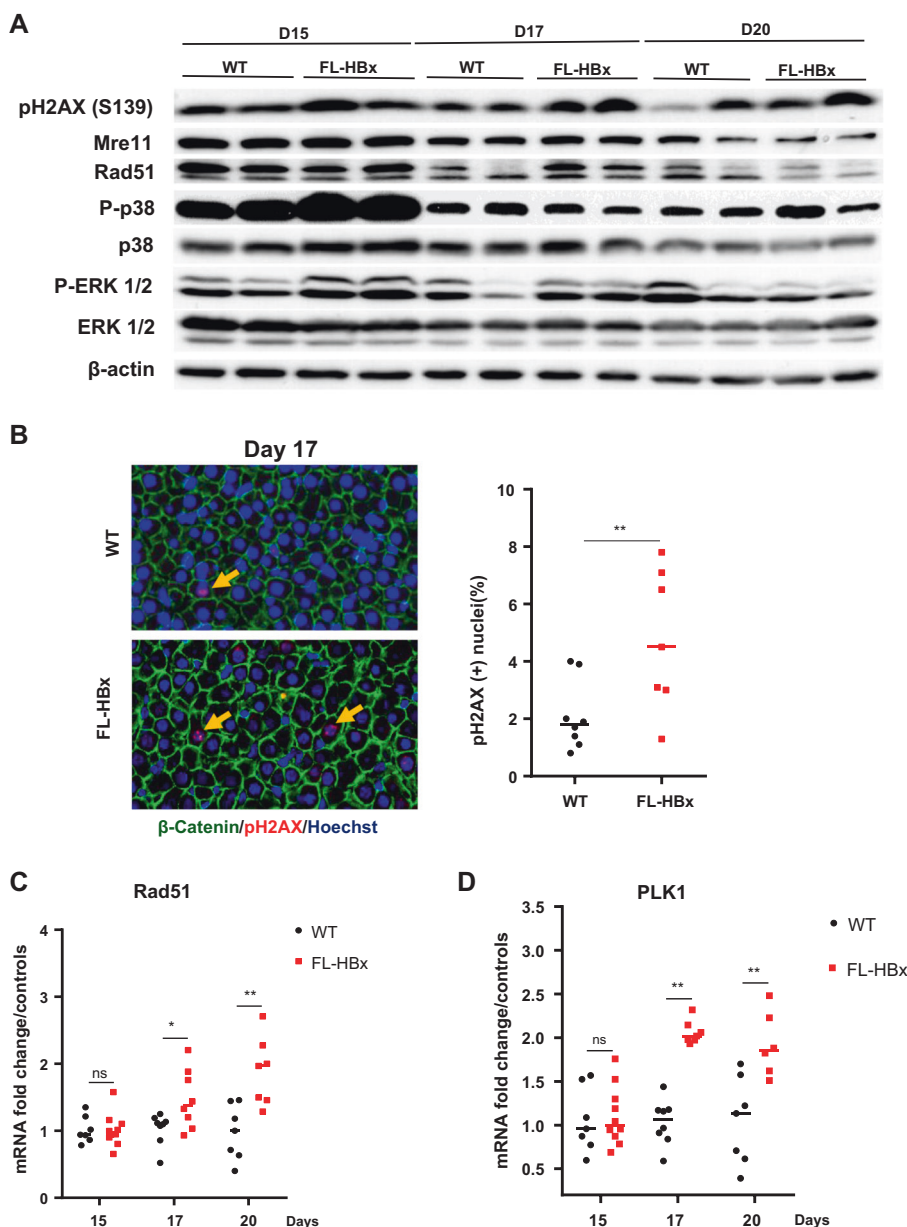 A
D15 D17 D20
WT FL-HBx WT FL-HBx WT FL-HBx
pH2AX (S139)
Mre11
Rad51
P-p38
p38
P-ERK 1/2
ERK 1/2
β-actin
B
Day 17
WT
FL-HBx
β-Catenin/pH2AX/Hoechst
pH2AX (+) nuclei(%)
10
8
6
4
2
0
**
WT FL-HBx
C
Rad51
mRNA fold change/controls
4
3
2
1
0
ns * **
WT
FL-HBx
15 17 20 Days
D
PLK1
mRNA fold change/controls
3.5
3.0
2.5
2.0
1.5
1.0
0.5
ns ** **
WT
FL-HBx
15 17 20 Days